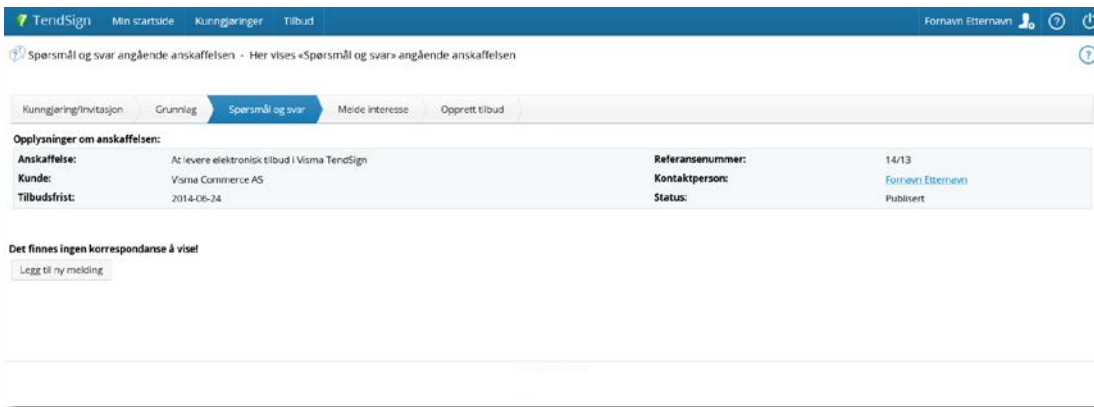 TendSign Min startside Kunngjøringer Tilbud Fornavn Etternavn
Spørsmål og svar angående anskaffelsen - Her vises «Spørsmål og svar» angående anskaffelsen
Kunngjøring/Invitasjon Grunnlag Spørsmål og svar Melde interesse Opprett tilbud
Opplysninger om anskaffelsen:
Anskaffelse: At levere elektronisk tilbud i Visma TendSign Referansenummer: 14/13
Kunde: Visma Commerce AS Kontaktperson: Fornavn Etternavn
Tilbudsfrist: 2014-06-24 Status: Publisert
Det finnes ingen korrespondanse å vise!
Legg til ny melding